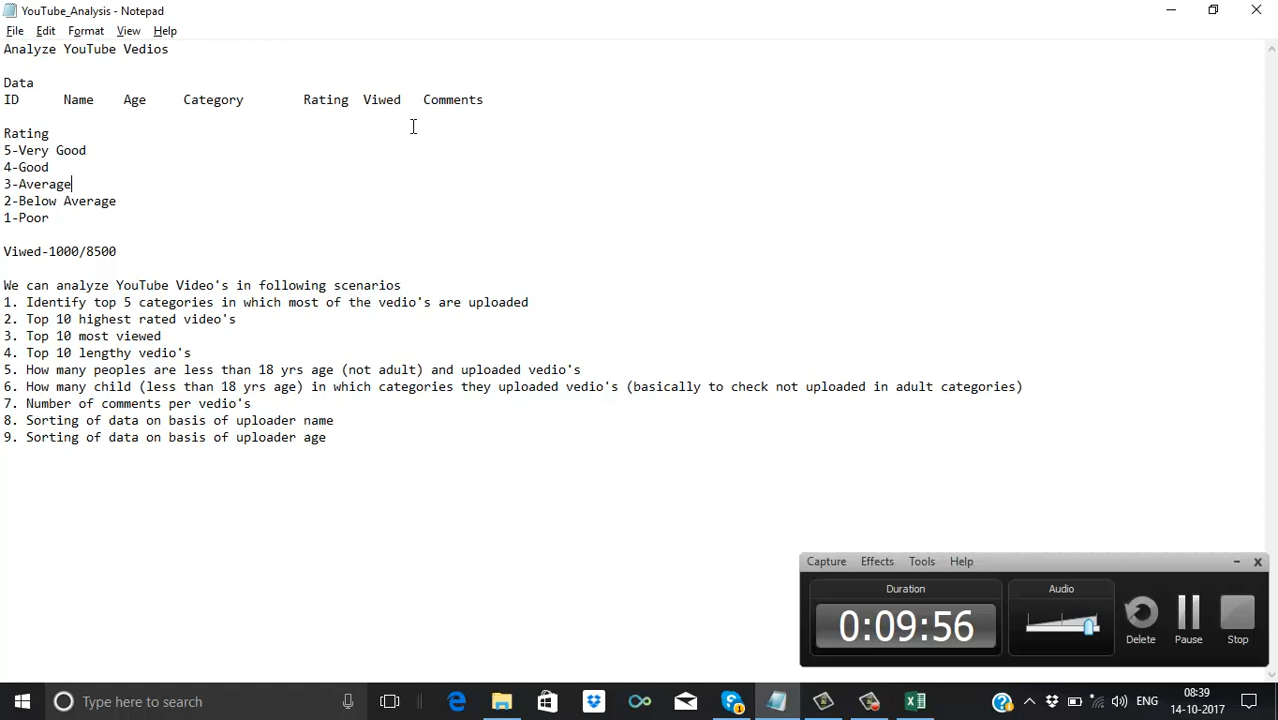 YouTube_Analysis - Notepad
File Edit Format View Help
Analyze YouTube Vedios
Data
ID Name Age Category Rating Viwed Comments
Rating
5-Very Good
4-Good
3-Average
2-Below Average
1-Poor
Viwed-1000/8500
We can analyze YouTube Video's in following scenarios
1. Identify top 5 categories in which most of the vedio's are uploaded
2. Top 10 highest rated video's
3. Top 10 most viewed
4. Top 10 lengthy vedio's
5. How many peoples are less than 18 yrs age (not adult) and uploaded vedio's
6. How many child (less than 18 yrs age) in which categories they uploaded vedio's (basically to check not uploaded in adult categories)
7. Number of comments per vedio's
8. Sorting of data on basis of uploader name
9. Sorting of data on basis of uploader age
Capture Effects Tools Help
Duration Audio
0:09:56
Delete Pause Stop
Type here to search
ENG
08:39
14-10-2017